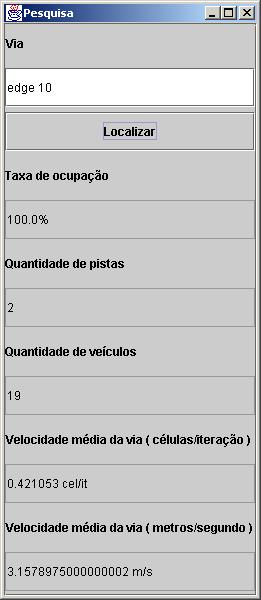 Pesquisa
Via
edge 10
Localizar
Taxa de ocupação
100.0%
Quantidade de pistas
2
Quantidade de veículos
19
Velocidade média da via ( células/iteração )
0.421053 cel/it
Velocidade média da via ( metros/segundo )
3.1578975000000002 m/s